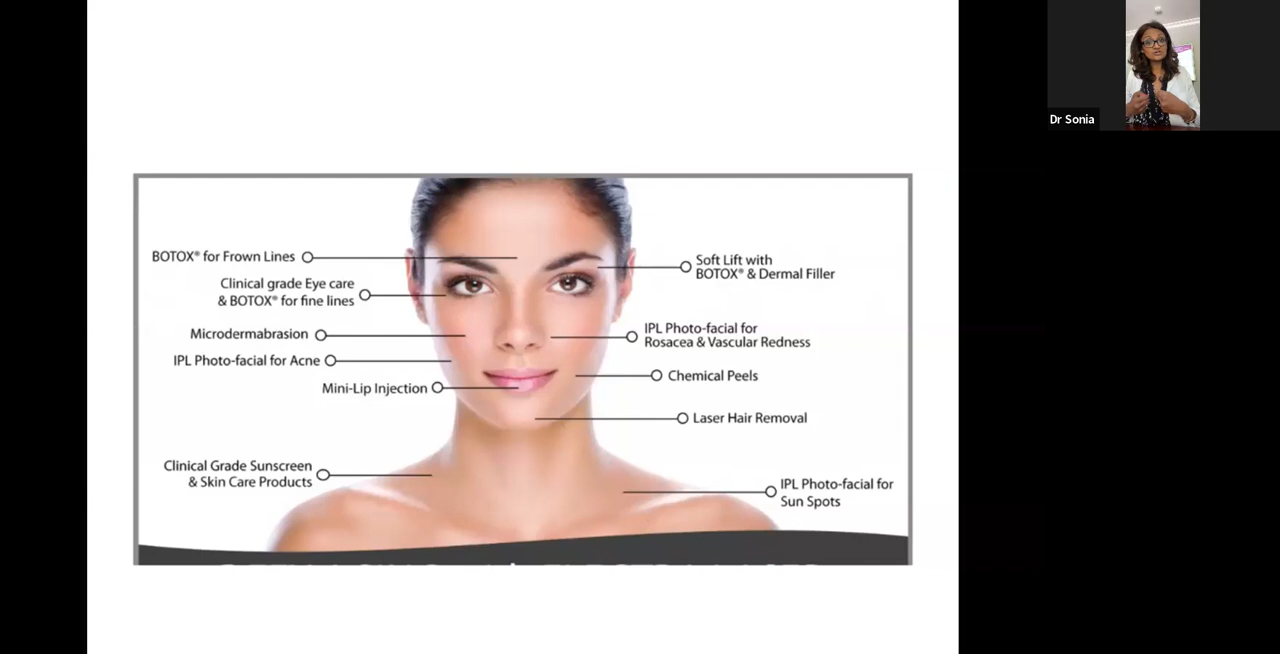 Dr Sonia
BOTOX® for Frown Lines
Clinical grade Eye care
& BOTOX® for fine lines
Microdermabrasion
IPL Photo-facial for Acne
Mini-Lip Injection
Clinical Grade Sunscreen
& Skin Care Products
Soft Lift with
BOTOX® & Dermal Filler
IPL Photo-facial for
Rosacea & Vascular Redness
Chemical Peels
Laser Hair Removal
IPL Photo-facial for
Sun Spots